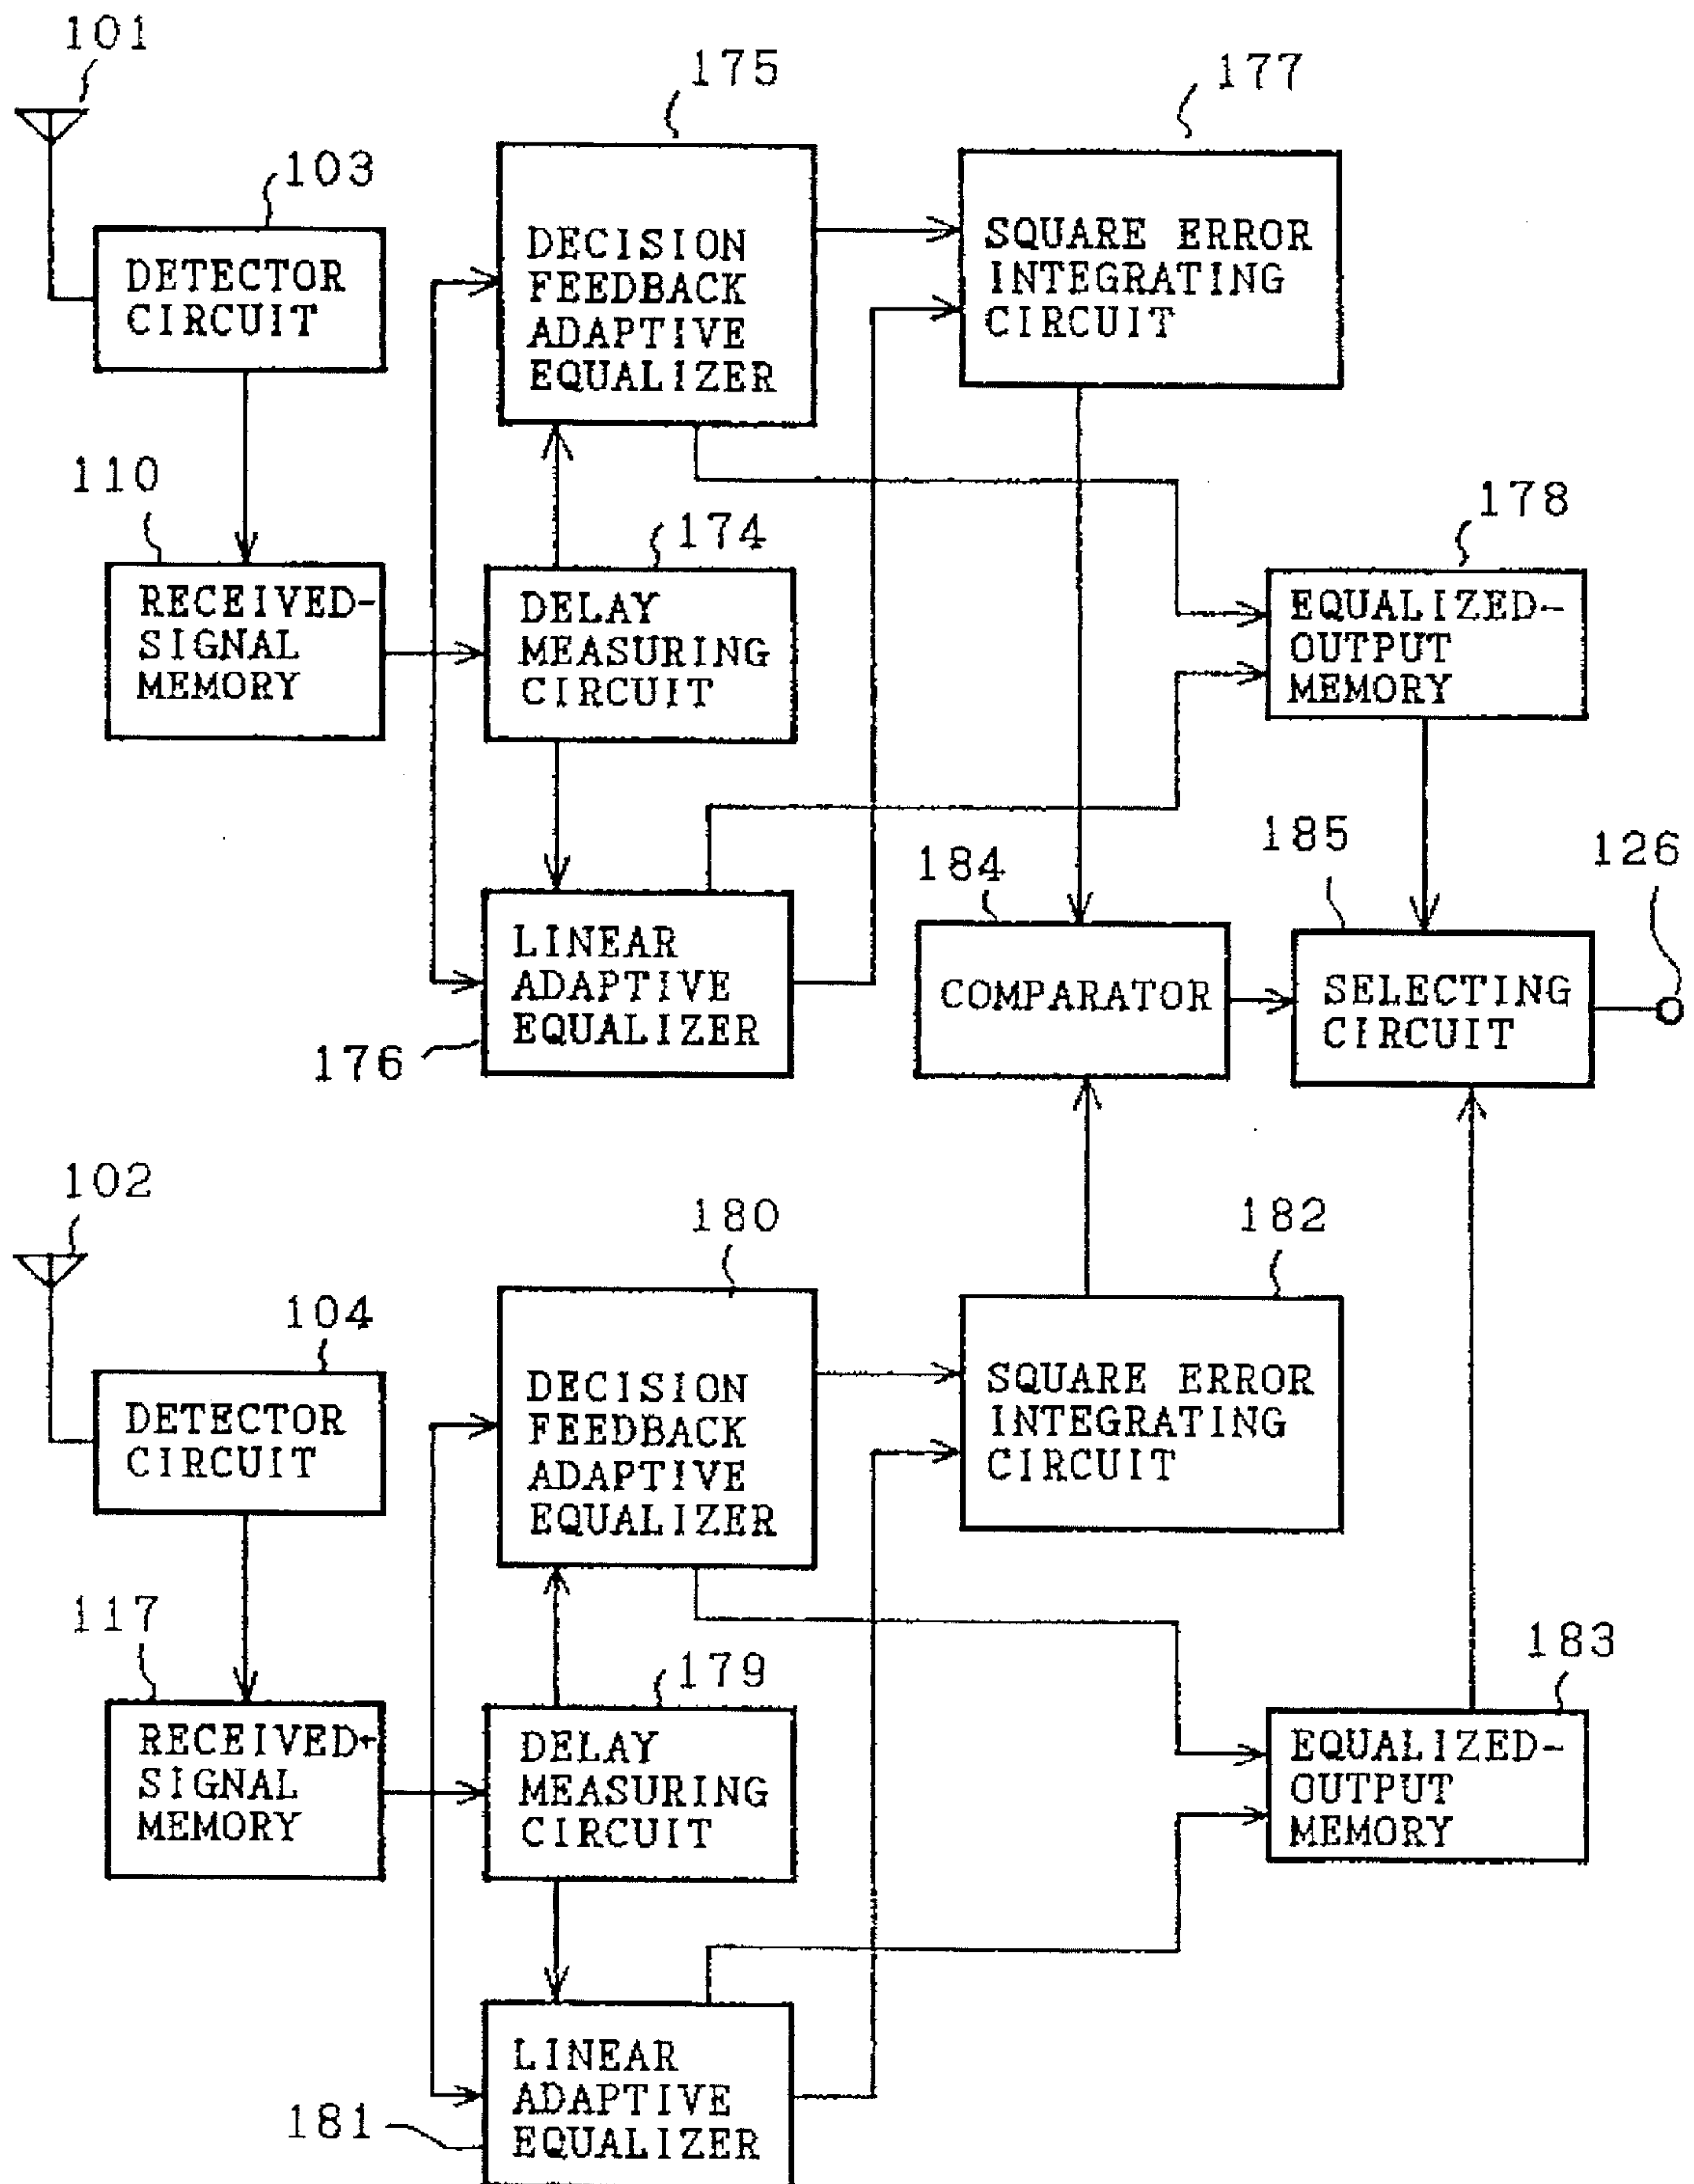 101
175
177
103
DETECTOR
CIRCUIT
DECISION
FEEDBACK
ADAPTIVE
EQUALIZER
SQUARE ERROR
INTEGRATING
CIRCUIT
110
174
178
RECEIVED-
SIGNAL
MEMORY
DELAY
MEASURING
CIRCUIT
EQUALIZED-
OUTPUT
MEMORY
184
185
126
LINEAR
ADAPTIVE
EQUALIZER
176
COMPARATOR
SELECTING
CIRCUIT
102
180
182
104
DETECTOR
CIRCUIT
DECISION
FEEDBACK
ADAPTIVE
EQUALIZER
SQUARE ERROR
INTEGRATING
CIRCUIT
117
179
183
RECEIVED-
SIGNAL
MEMORY
DELAY
MEASURING
CIRCUIT
EQUALIZED-
OUTPUT
MEMORY
LINEAR
ADAPTIVE
EQUALIZER
181